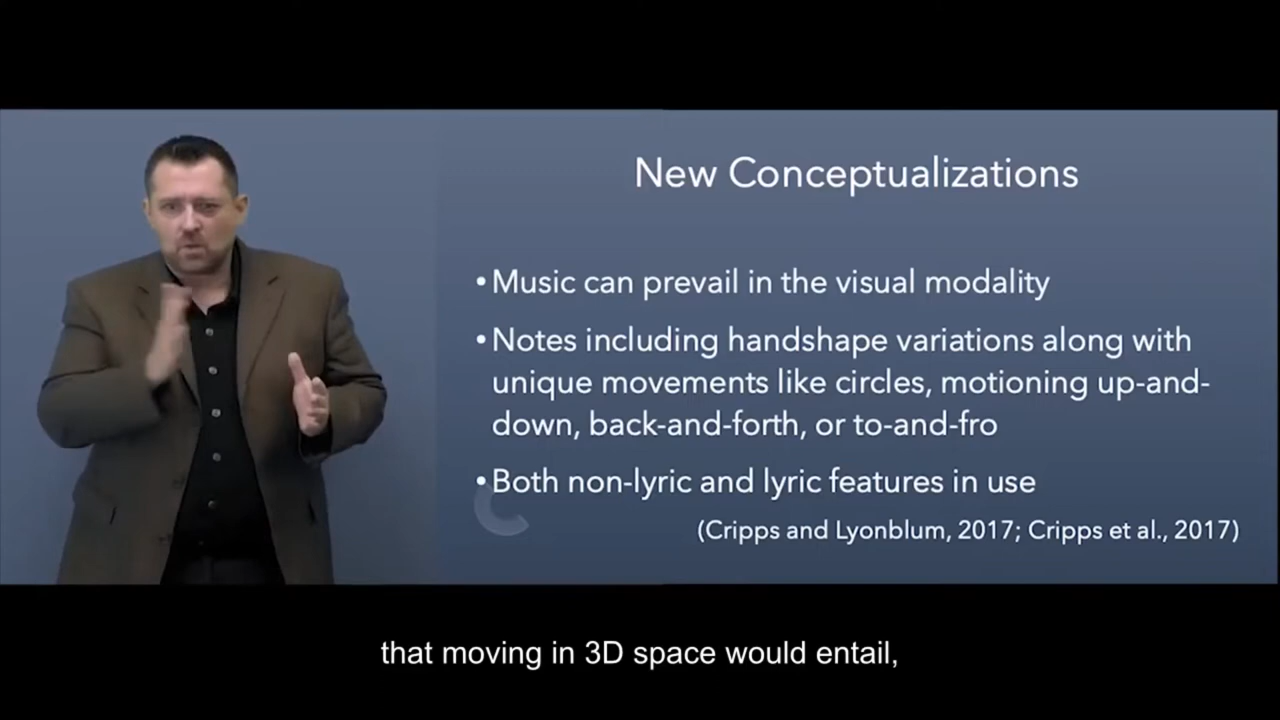 New Conceptualizations
•Music can prevail in the visual modality
•Notes including handshape variations along with
unique movements like circles, motioning up-and-
down, back-and-forth, or to-and-fro
•Both non-lyric and lyric features in use
(Cripps and Lyonblum, 2017; Cripps et al., 2017)
that moving in 3D space would entail,